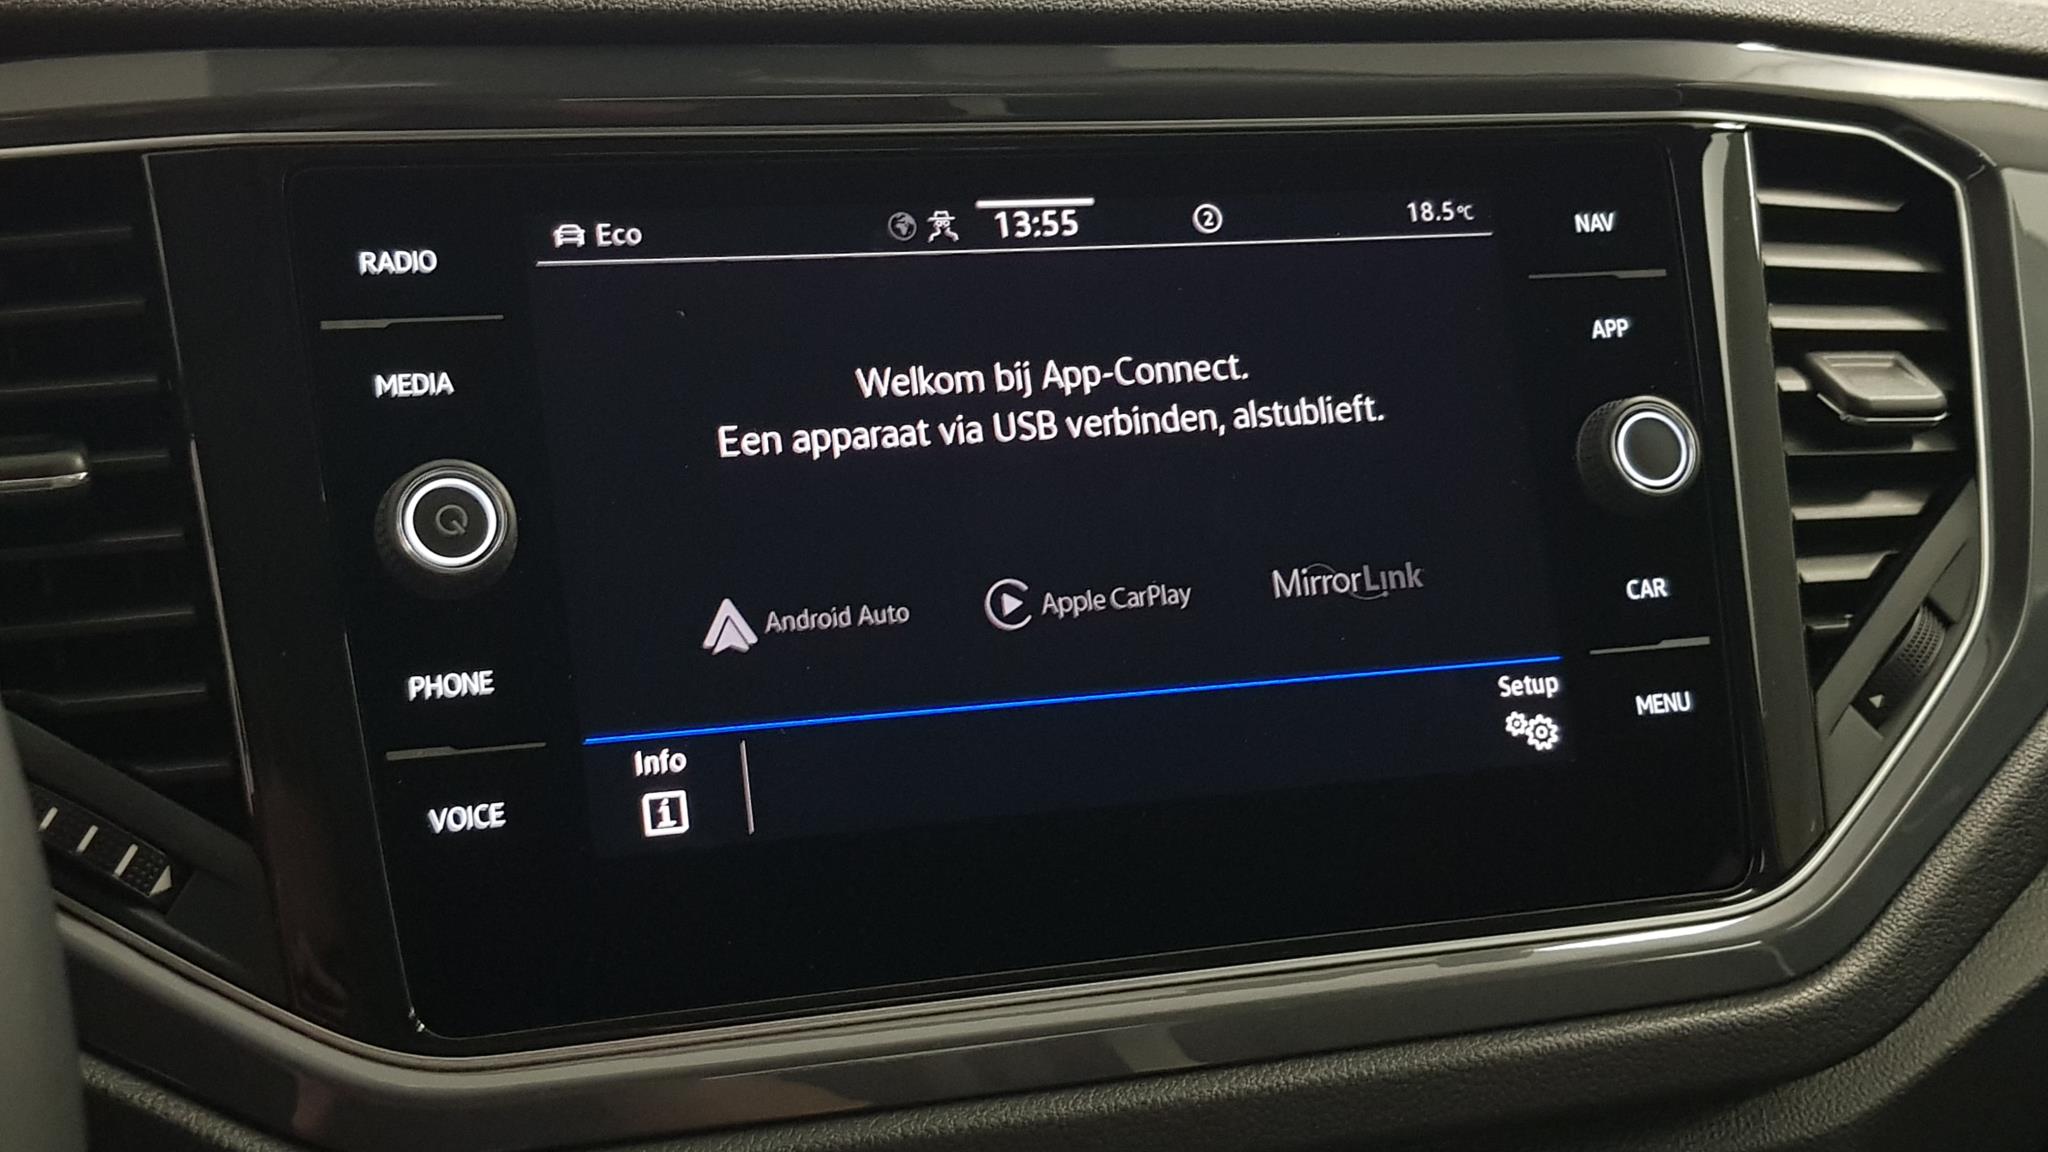 Eco
13:55
2
18.5°C
RADIO
MEDIA
PHONE
VOICE
Welkom bij App-Connect.
Een apparaat via USB verbinden, alstublieft.
Android Auto
Apple CarPlay
MirrorLink
Info
i
Setup
NAV
APP
CAR
MENU